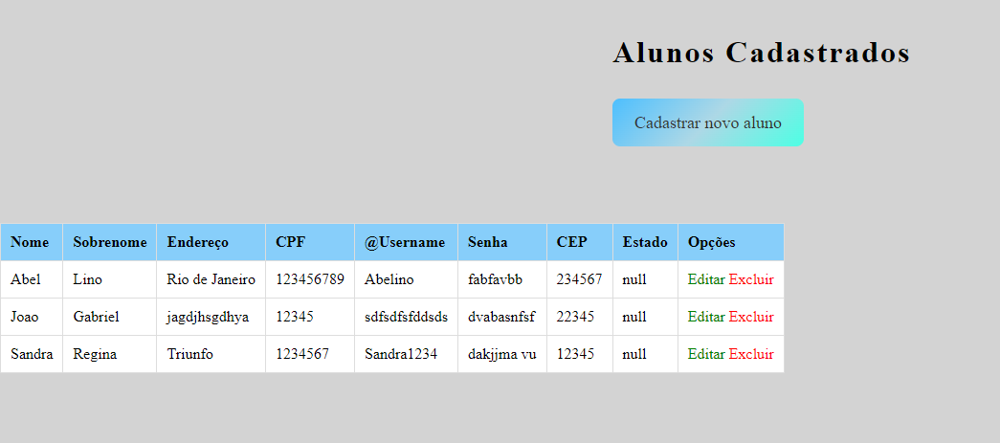 Alunos Cadastrados
Cadastrar novo aluno
Nome Sobrenome Endereço CPF @Username Senha CEP Estado Opções
Abel Lino Rio de Janeiro 123456789 Abelino fabfavbb 234567 null Editar Excluir
Joao Gabriel jagdjhsgdhya 12345 sdfsdfsfddsds dvabasnfsf 22345 null Editar Excluir
Sandra Regina Triunfo 1234567 Sandra1234 dakjjma vu 12345 null Editar Excluir